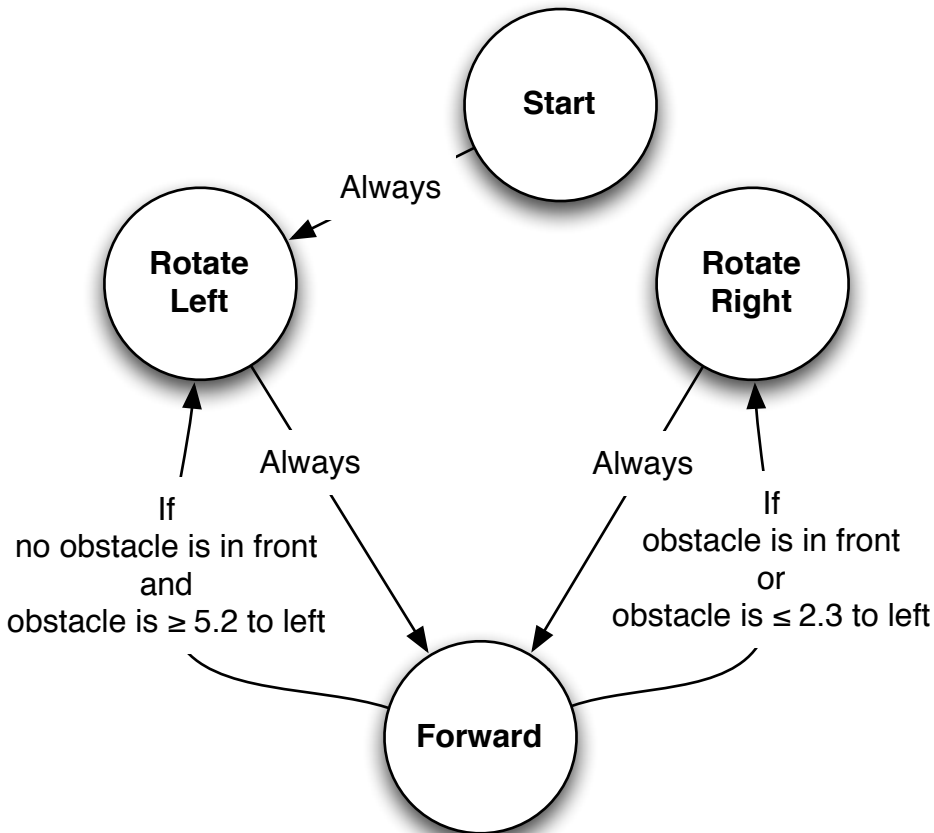 Start
Always
Rotate
Left
Rotate
Right
Always
Always
If
no obstacle is in front
and
obstacle is ≥ 5.2 to left
If
obstacle is in front
or
obstacle is ≤ 2.3 to left
Forward